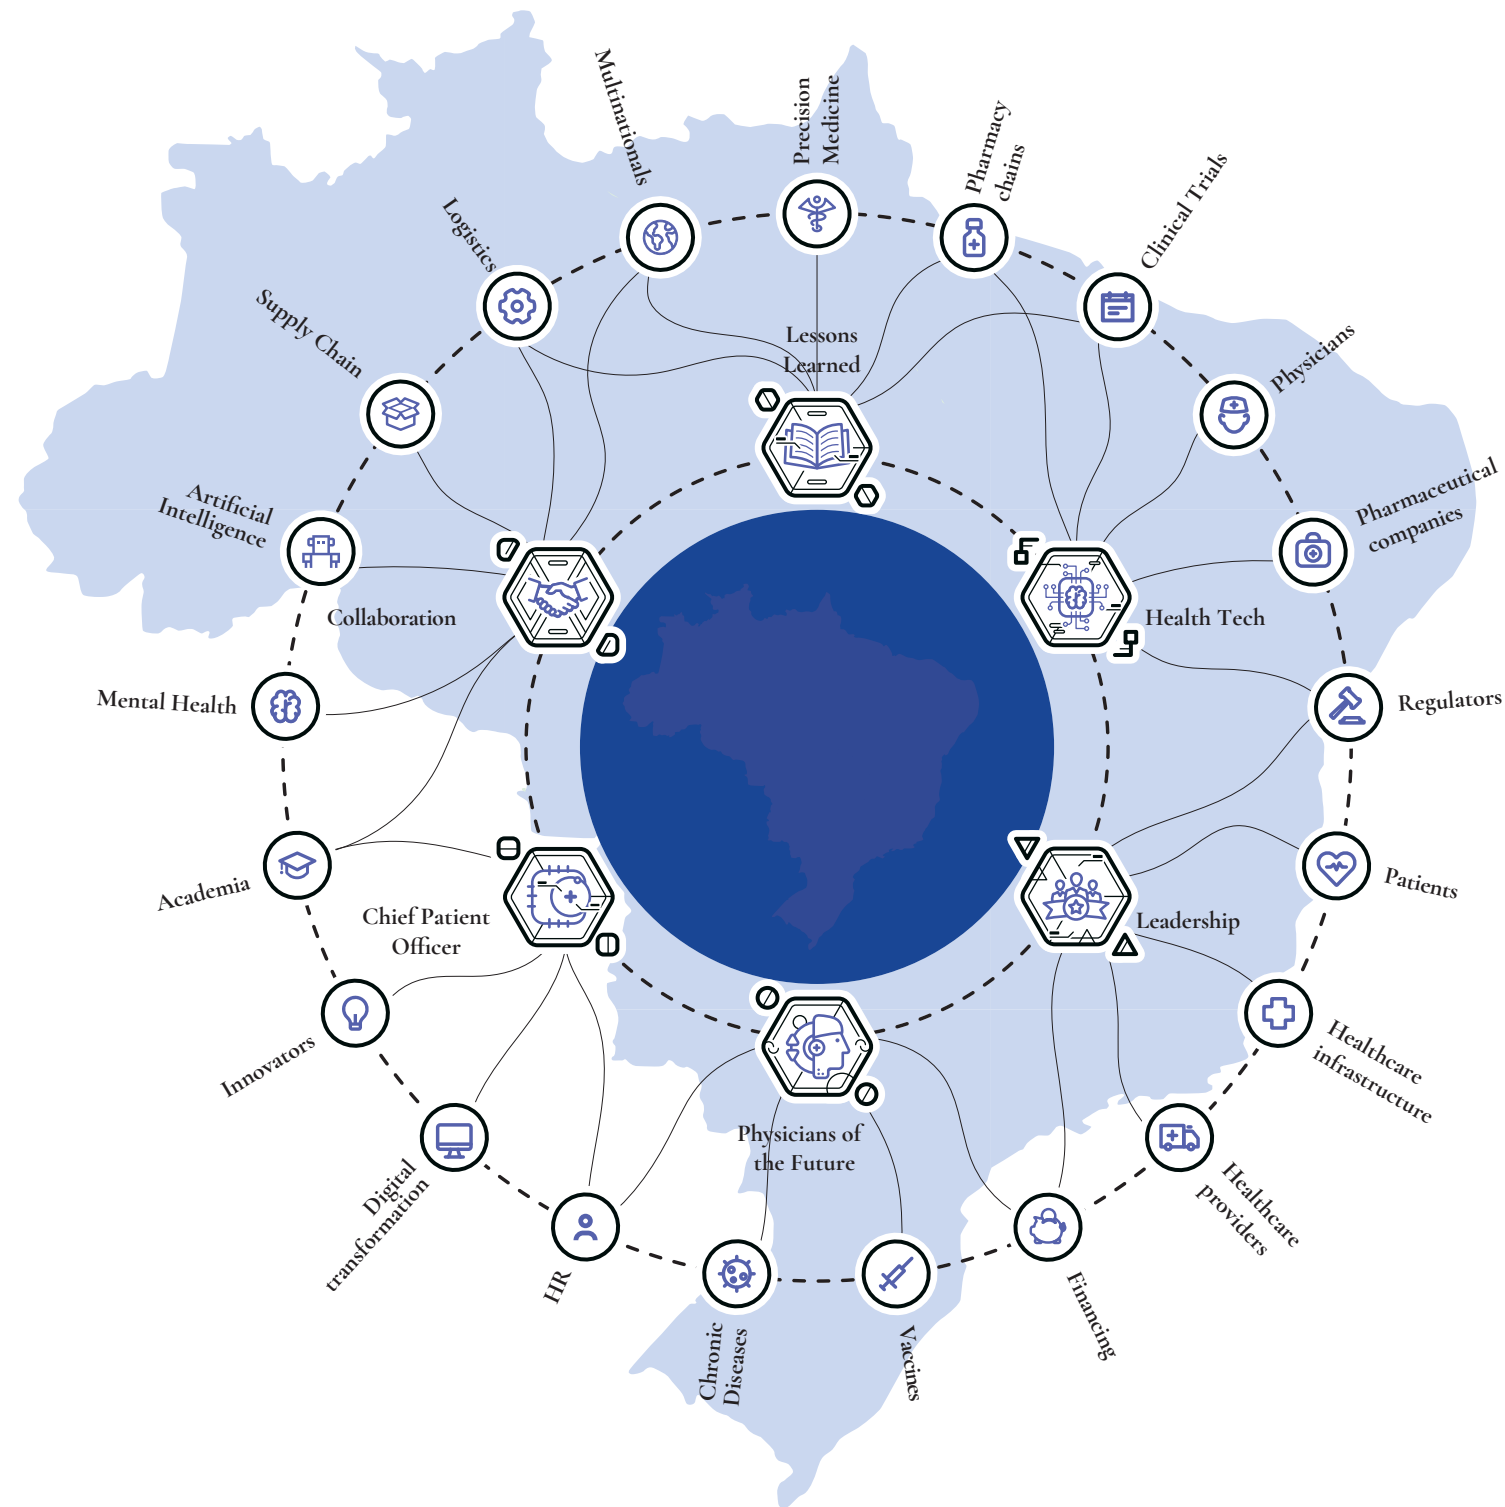 Multinationals
Precision
Medicine
Pharmacy
chains
Clinical Trials
Logistics
Supply Chain
Physicians
Lessons
Learned
Artificial
Intelligence
Pharmaceutical
companies
Collaboration
Health Tech
Mental Health
Regulators
Academia
Patients
Chief Patient
Officer
Leadership
Innovators
Healthcare
infrastructure
Physicians of
the Future
Digital
transformation
Healthcare
providers
HR
Chronic
Diseases
Vaccines
Financing